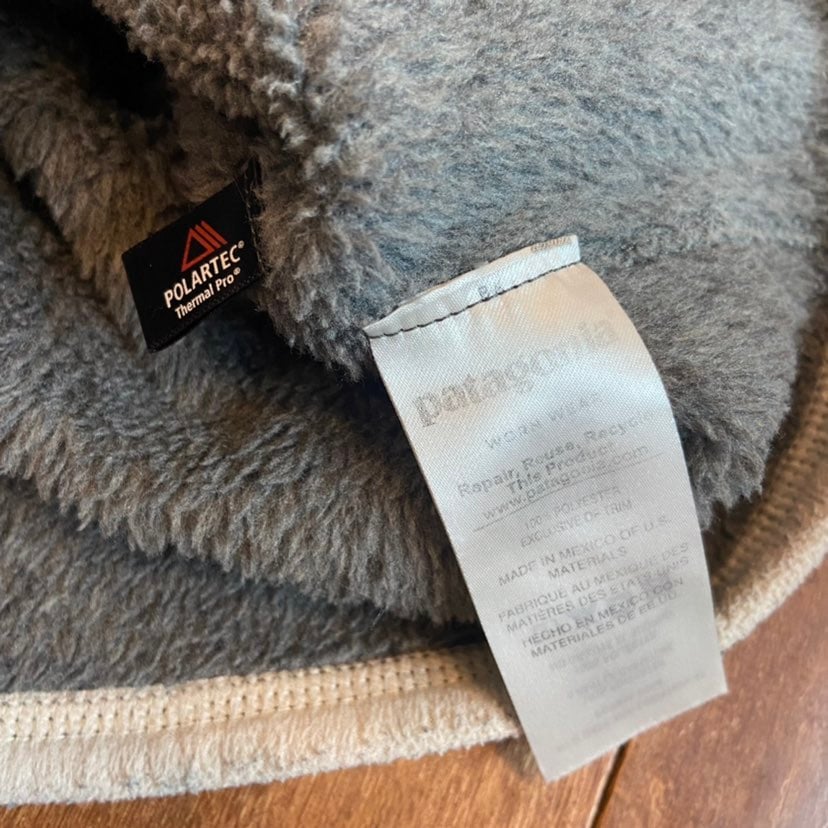 POLARTEC®
Thermal Pro®
patagonia
WORN WEAR
Repair, Reuse, Recycle
This Product
www.patagonia.com
100% POLYESTER
EXCLUSIVE OF TRIM
MADE IN MEXICO OF U.S.
MATERIALS
FABRIQUÉ AU MEXIQUE DES
MATIÈRES DES ÉTATS UNIS
HECHO EN MEXICO CON
MATERIALES DE EE.UU.